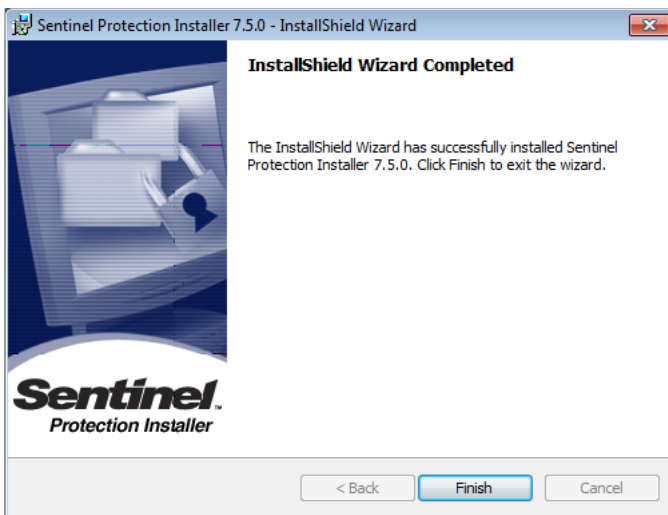 Sentinel Protection Installer 7.5.0 - InstallShield Wizard
InstallShield Wizard Completed
The InstallShield Wizard has successfully installed Sentinel
Protection Installer 7.5.0. Click Finish to exit the wizard.
Sentinel™
Protection Installer
< Back
Finish
Cancel